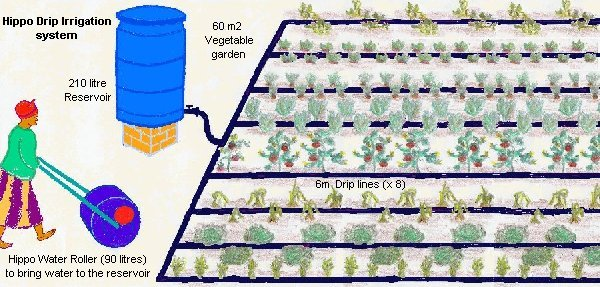 Hippo Drip Irrigation
system
60 m2
Vegetable
garden
210 litre
Reservoir
6m Drip lines (x 8)
Hippo Water Roller (90 litres)
to bring water to the reservoir